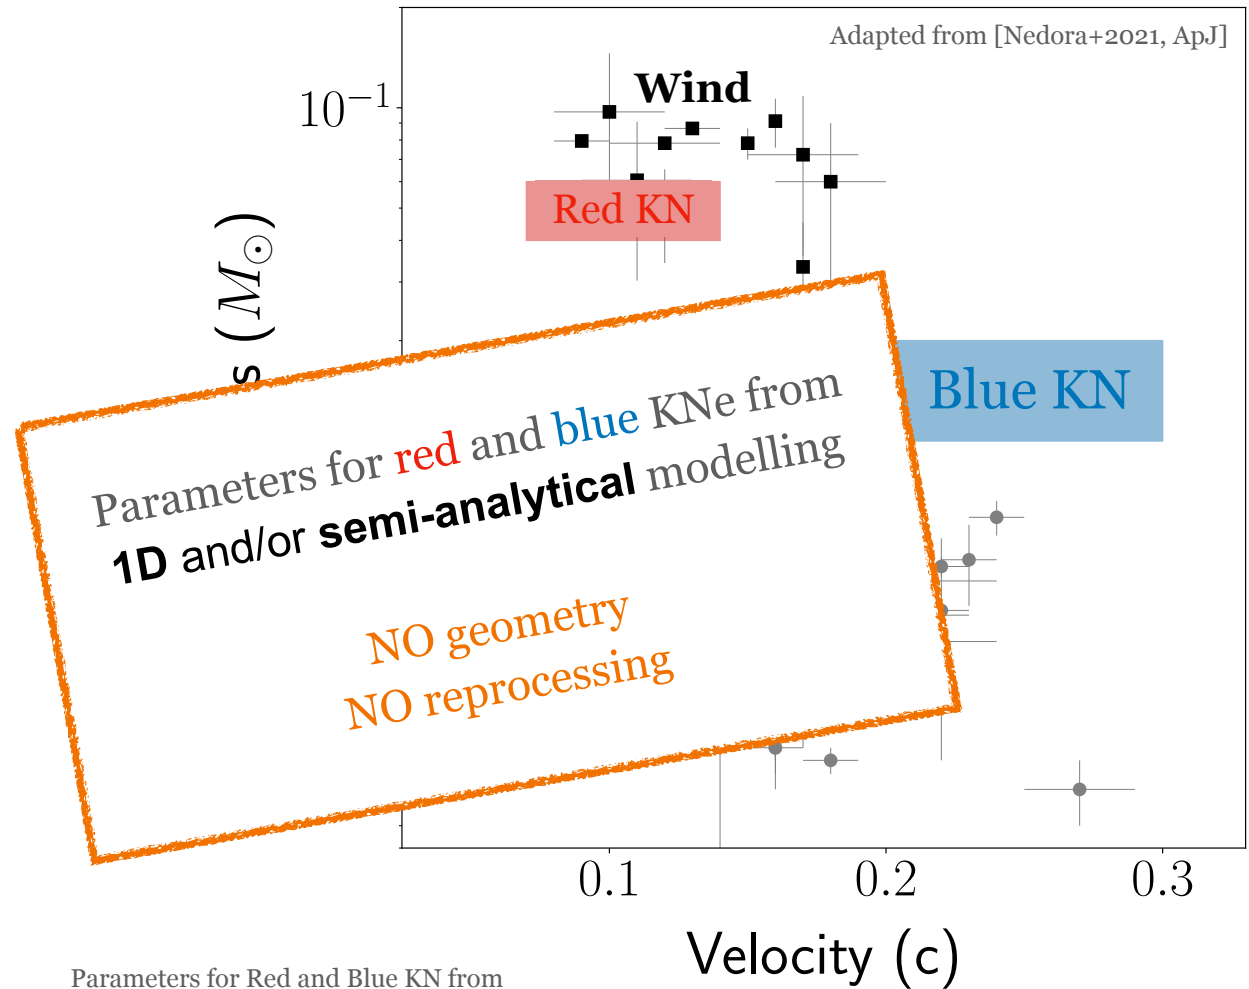 Adapted from [Nedora+2021, ApJ]
Wind
10⁻¹
Red KN
s (M☉)
Blue KN
Parameters for red and blue KNe from
1D and/or semi-analytical modelling
NO geometry
NO reprocessing
0.1 0.2 0.3
Velocity (c)
Parameters for Red and Blue KN from